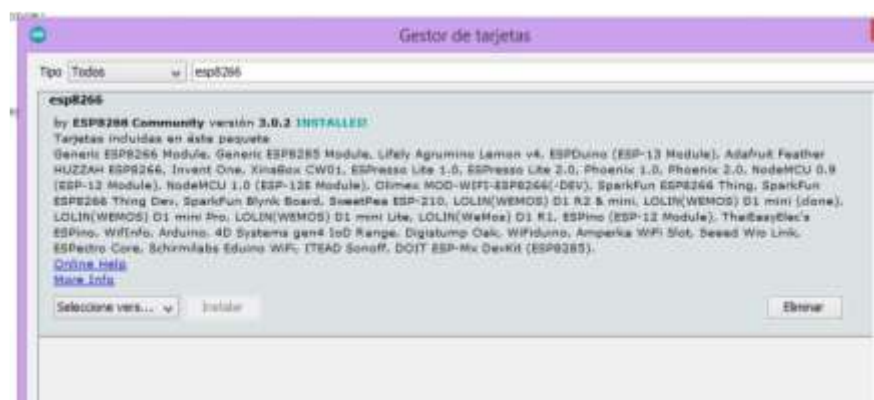 Gestor de tarjetas
Tipo Todos esp8266
esp8266
by ESP8266 Community versión 3.0.2 INSTALLED
Tarjetas incluidas en éste paquete
Generic ESP8266 Module, Generic ESP8285 Module, Lifely Agrumino Lemon v4, ESPDuino (ESP-13 Module), Adafruit Feather
HUZZAH ESP8266, Invent One, XinaBox CW01, ESPresso Lite 1.0, ESPresso Lite 2.0, Phoenix 1.0, Phoenix 2.0, NodeMCU 0.9
(ESP-12 Module), NodeMCU 1.0 (ESP-12E Module), Olimex MOD-WIFI-ESP8266(-DEV), SparkFun ESP8266 Thing, SparkFun
ESP8266 Thing Dev, SparkFun Blynk Board, SweetPea ESP-210, LOLIN(WEMOS) D1 R2 & mini, LOLIN(WEMOS) D1 mini (clone),
LOLIN(WEMOS) D1 mini Pro, LOLIN(WEMOS) D1 mini Lite, LOLIN(WeMos) D1 R1, ESPino (ESP-12 Module), ThaiEasyElec's
ESPino, WifInfo, Arduino, 4D Systems gen4 IoD Range, Digistump Oak, WiFiduino, Amperka WiFi Slot, Seeed Wio Link,
ESPectro Core, Schirmilabs Eduino WiFi, ITEAD Sonoff, DOIT ESP-Mx DevKit (ESP8285).
Online Help
More Info
Seleccione vers... Instalar Eliminar